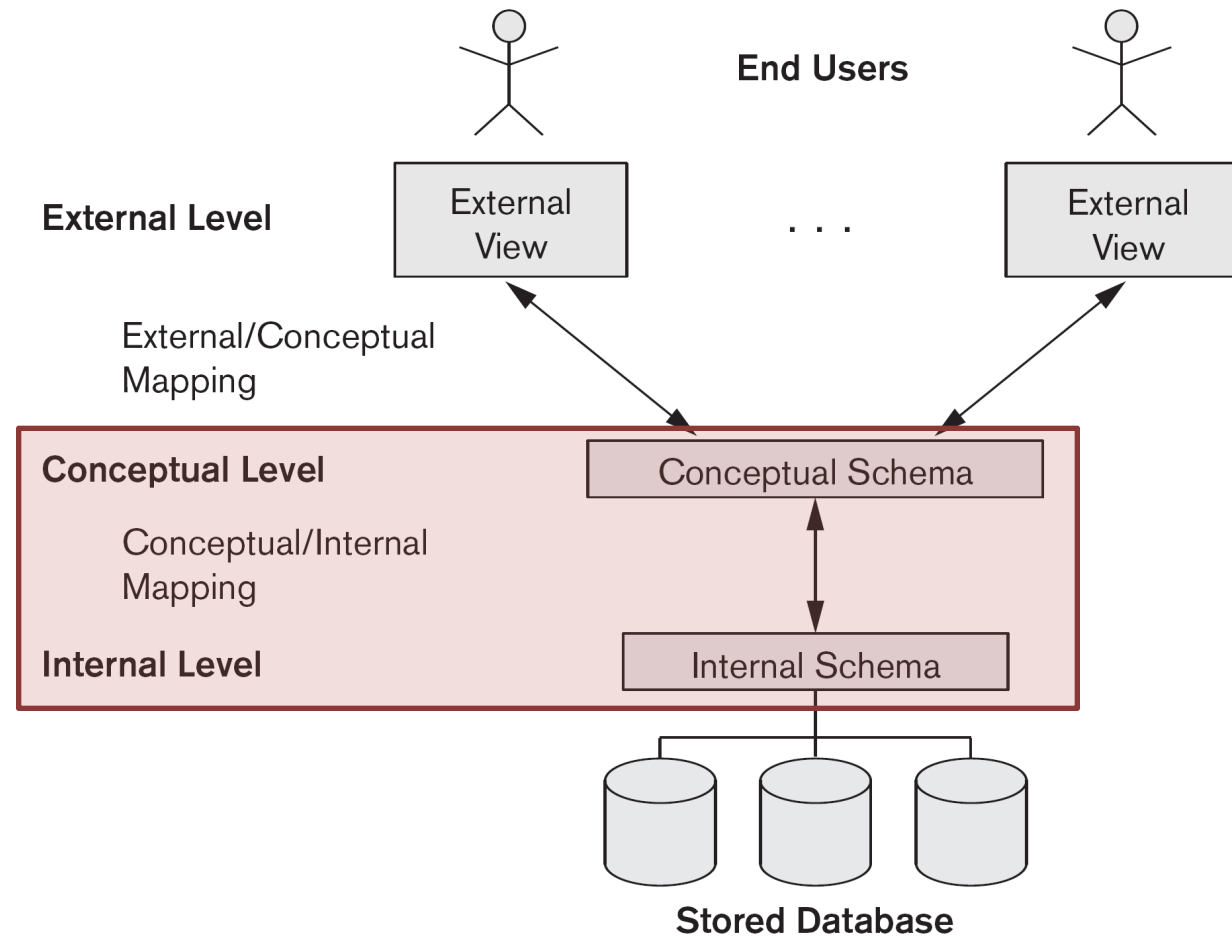 End Users
External Level
External
View
. . .
External
View
External/Conceptual
Mapping
Conceptual Level
Conceptual Schema
Conceptual/Internal
Mapping
Internal Level
Internal Schema
Stored Database